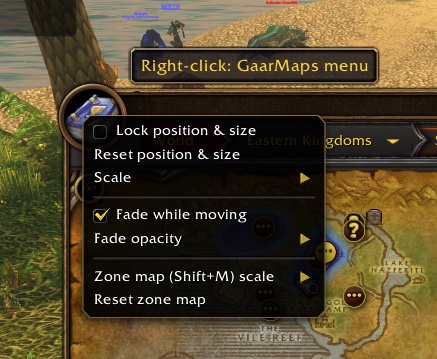 Right-click: GaarMaps menu
Lock position & size
Eastern Kingdoms
Reset position & size
Scale
Fade while moving
Fade opacity
LAKE
NAZFERITI
Zone map (Shift+M) scale
Reset zone map
THE
VILE REEF